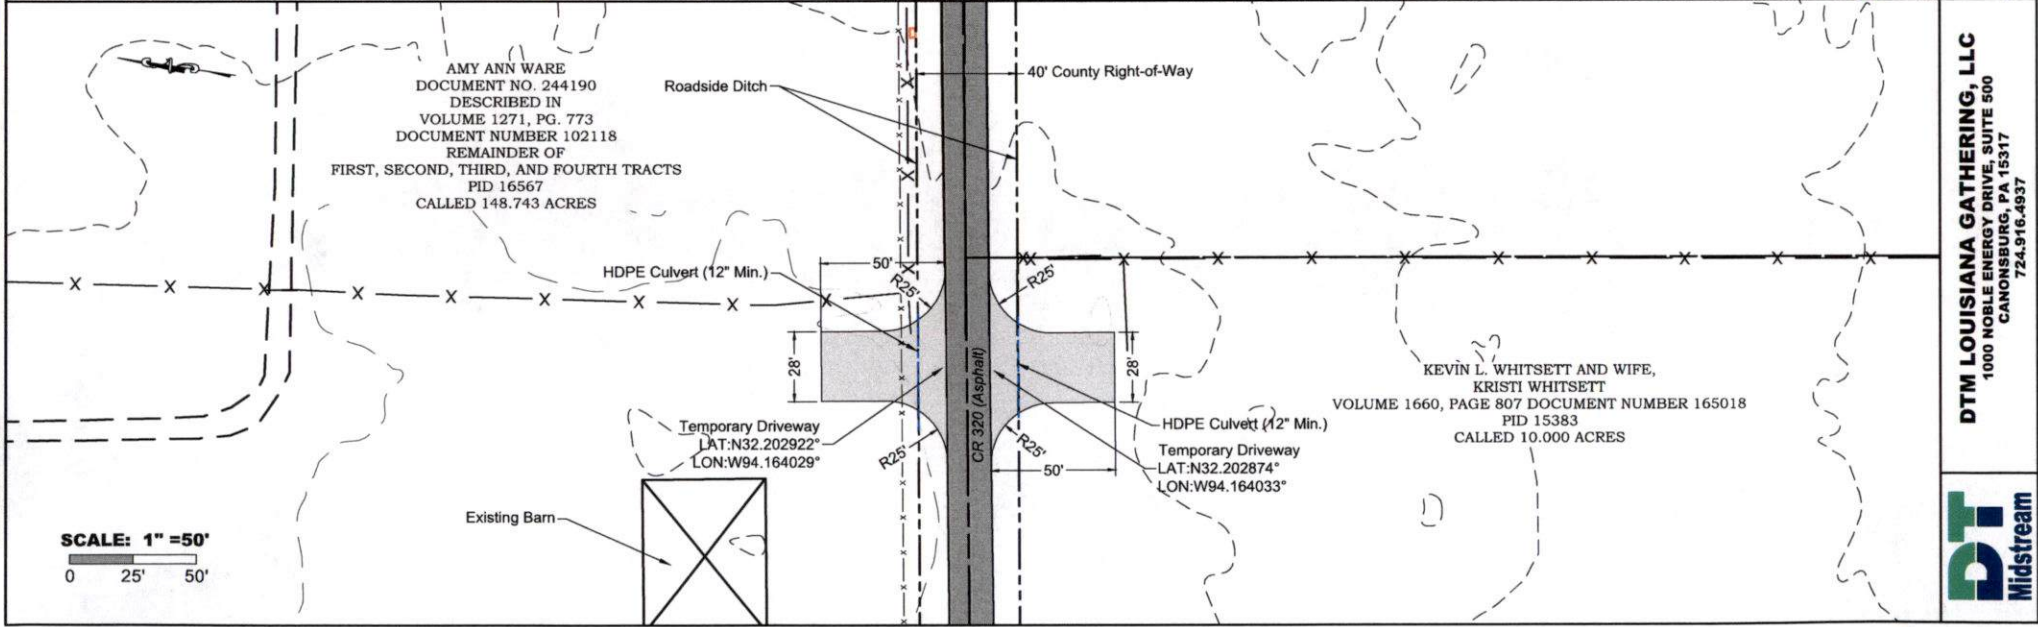 AMY ANN WARE
DOCUMENT NO. 244190
DESCRIBED IN
VOLUME 1271, PG. 773
DOCUMENT NUMBER 102118
REMAINDER OF
FIRST, SECOND, THIRD, AND FOURTH TRACTS
PID 16567
CALLED 148.743 ACRES
Roadside Ditch
40' County Right-of-Way
HDPE Culvert (12" Min.)
50'
R25'
R25'
28'
28'
CR 320 (Asphalt)
Temporary Driveway
LAT:N32.202922°
LON:W94.164029°
R25'
R25'
50'
HDPE Culvert (12" Min.)
Temporary Driveway
LAT:N32.202874°
LON:W94.164033°
KEVIN L. WHITSETT AND WIFE,
KRISTI WHITSETT
VOLUME 1660, PAGE 807 DOCUMENT NUMBER 165018
PID 15383
CALLED 10.000 ACRES
Existing Barn
SCALE: 1" =50'
0 25' 50'
DTM LOUISIANA GATHERING, LLC
1000 NOBLE ENERGY DRIVE, SUITE 500
CANONSBURG, PA 15317
724.916.4937
DT
Midstream